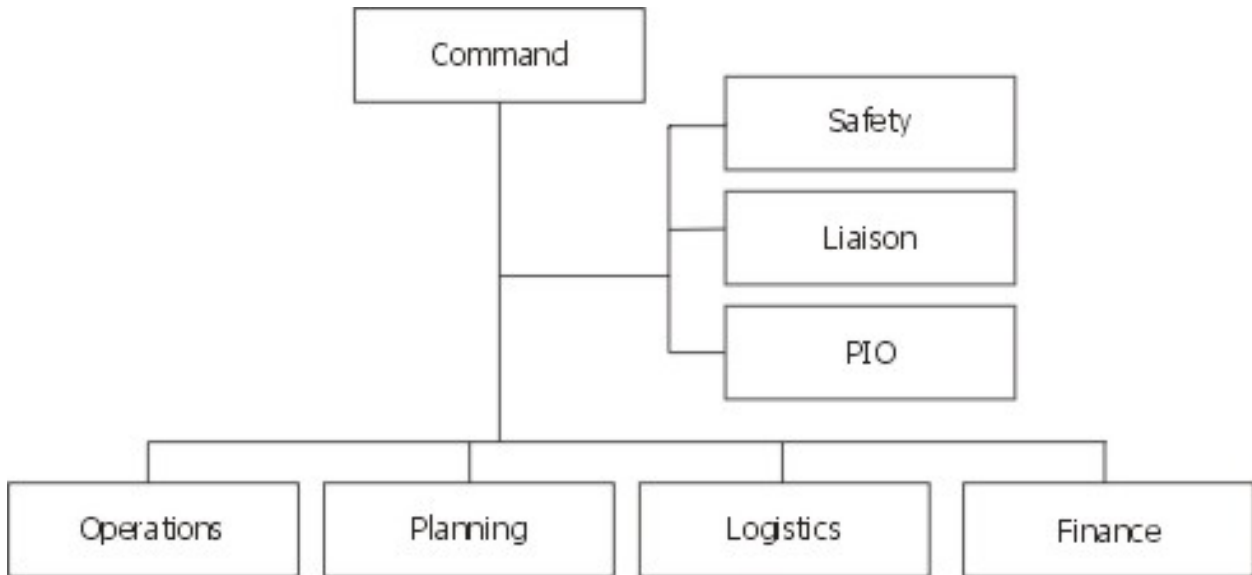 Command
Safety
Liaison
PIO
Operations
Planning
Logistics
Finance